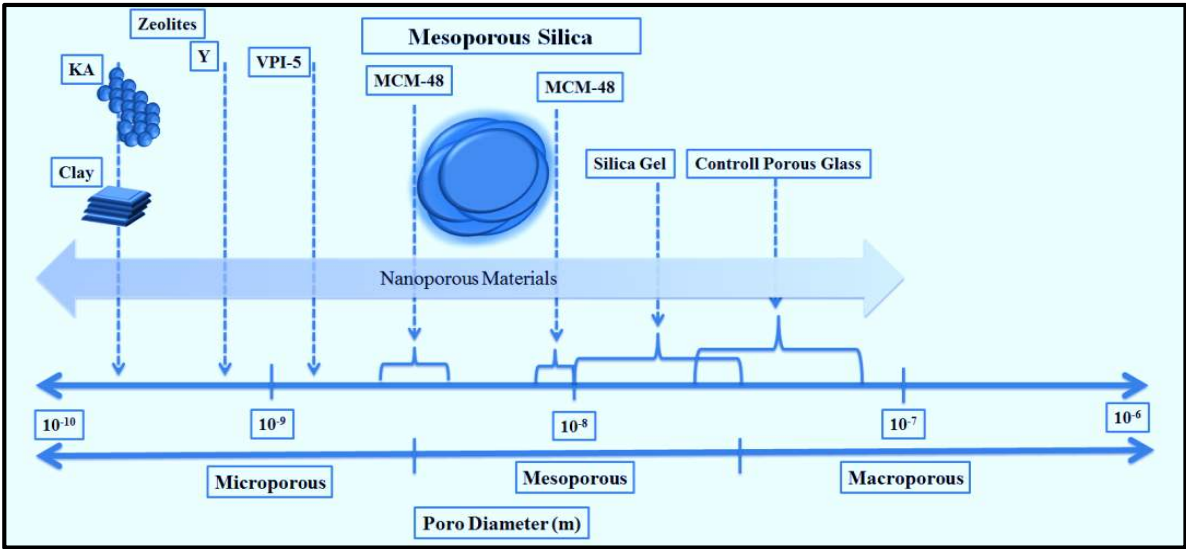 Zeolites
Mesoporous Silica
KA
Y
VPI-5
MCM-48
MCM-48
Clay
Silica Gel
Controll Porous Glass
Nanoporous Materials
10⁻¹⁰
10⁻⁹
10⁻⁸
10⁻⁷
10⁻⁶
Microporous
Mesoporous
Macroporous
Poro Diameter (m)